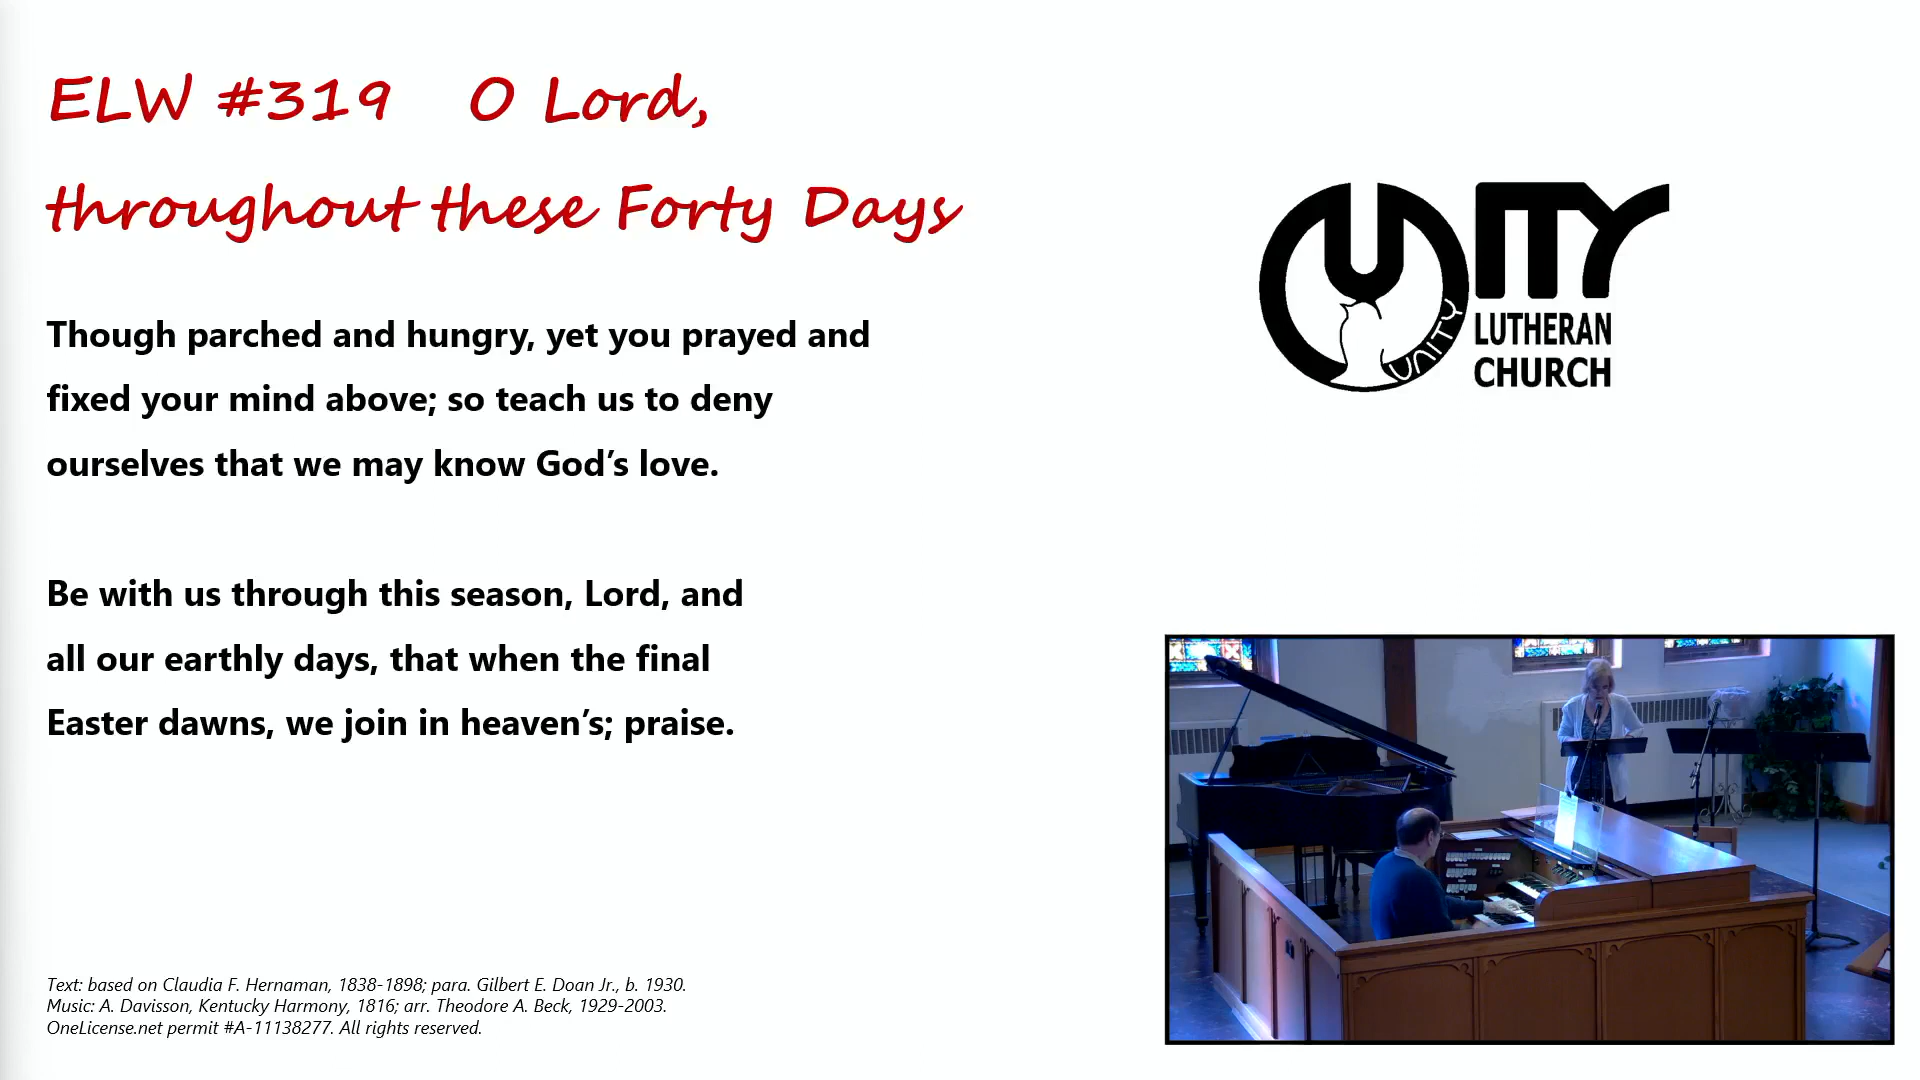 ELW #319 O Lord,
throughout these Forty Days
Though parched and hungry, yet you prayed and
fixed your mind above; so teach us to deny
ourselves that we may know God’s love.
Be with us through this season, Lord, and
all our earthly days, that when the final
Easter dawns, we join in heaven’s; praise.
Text: based on Claudia F. Hernaman, 1838-1898; para. Gilbert E. Doan Jr., b. 1930.
Music: A. Davisson, Kentucky Harmony, 1816; arr. Theodore A. Beck, 1929-2003.
OneLicense.net permit #A-11138277. All rights reserved.
UNITY
UNITY
LUTHERAN
CHURCH